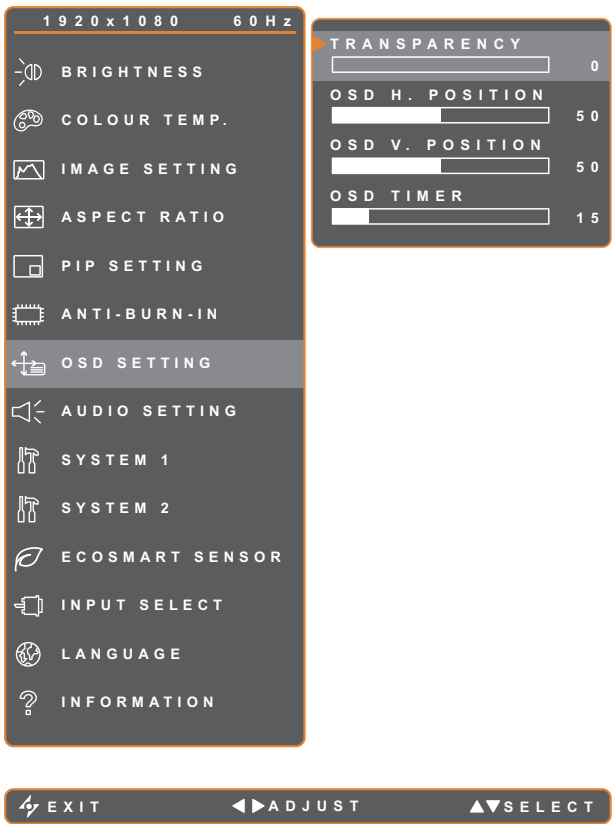 1920x1080 60Hz
BRIGHTNESS
COLOUR TEMP.
IMAGE SETTING
ASPECT RATIO
PIP SETTING
ANTI-BURN-IN
OSD SETTING
AUDIO SETTING
SYSTEM 1
SYSTEM 2
ECOSMART SENSOR
INPUT SELECT
LANGUAGE
INFORMATION
TRANSPARENCY
0
OSD H. POSITION
50
OSD V. POSITION
50
OSD TIMER
15
EXIT ◀▶ADJUST ▲▼SELECT